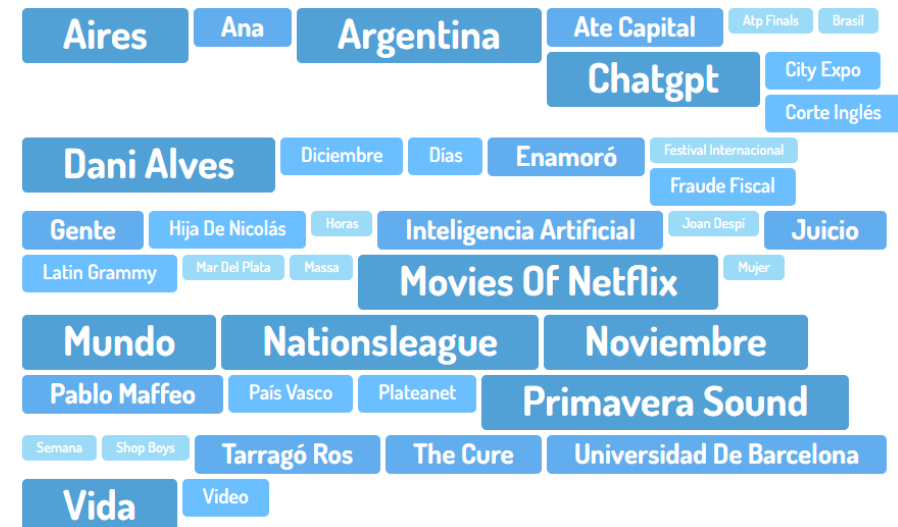 Aires Ana Argentina Ate Capital Atp Finals Brasil
Chatgpt City Expo
Corte Inglés
Dani Alves Diciembre Días Enamoró Festival Internacional
Fraude Fiscal
Gente Hija De Nicolás Horas Inteligencia Artificial Joan Despí Juicio
Latin Grammy Mar Del Plata Massa Movies Of Netflix Mujer
Mundo Nationsleague Noviembre
Pablo Maffeo País Vasco Plateanet Primavera Sound
Semana Shop Boys Tarragó Ros The Cure Universidad De Barcelona
Vida Video